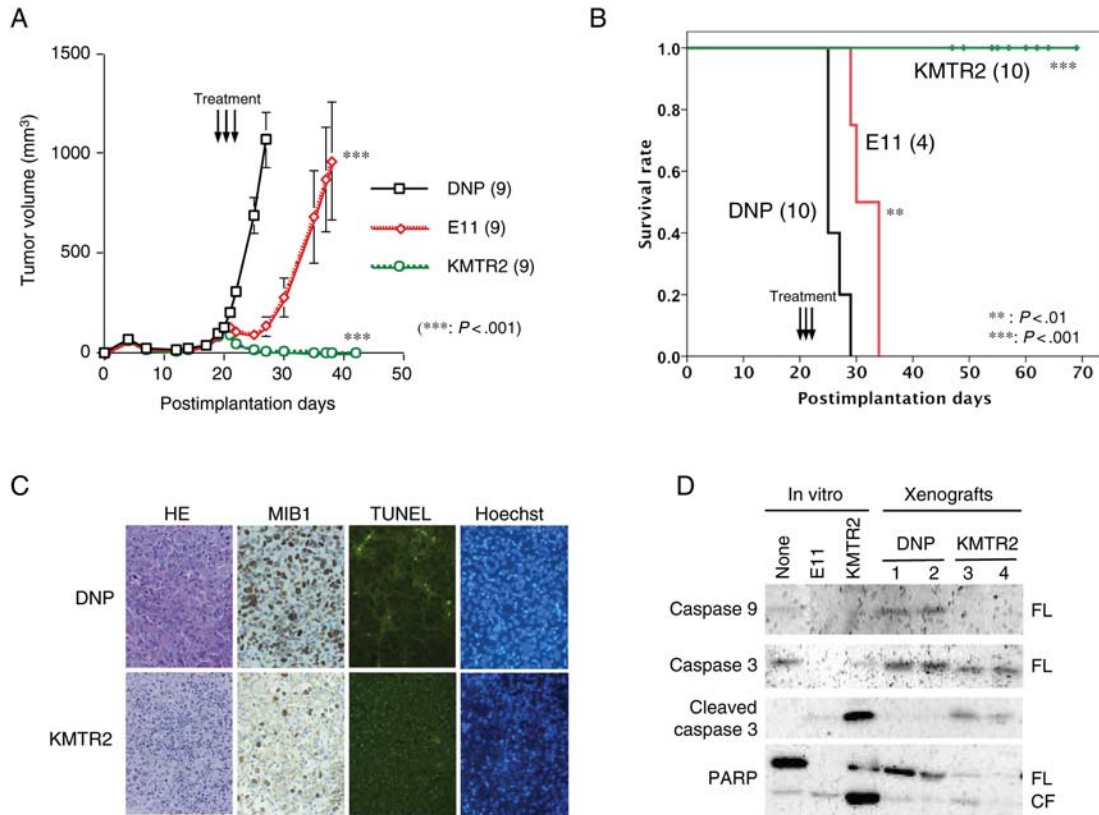 A
1500
1000
500
0
Tumor volume (mm³)
Treatment
***
DNP (9)
E11 (9)
KMTR2 (9)
***
(***: P<.001)
0 10 20 30 40 50
Postimplantation days
B
1.0
0.8
0.6
0.4
0.2
0.0
Survival rate
KMTR2 (10)
***
E11 (4)
DNP (10)
**
Treatment
**: P<.01
***: P<.001
0 10 20 30 40 50 60 70
Postimplantation days
C
HE MIB1 TUNEL Hoechst
DNP
KMTR2
D
In vitro Xenografts
None E11 KMTR2 DNP KMTR2
1 2 3 4
Caspase 9 FL
Caspase 3 FL
Cleaved
caspase 3
PARP FL
CF